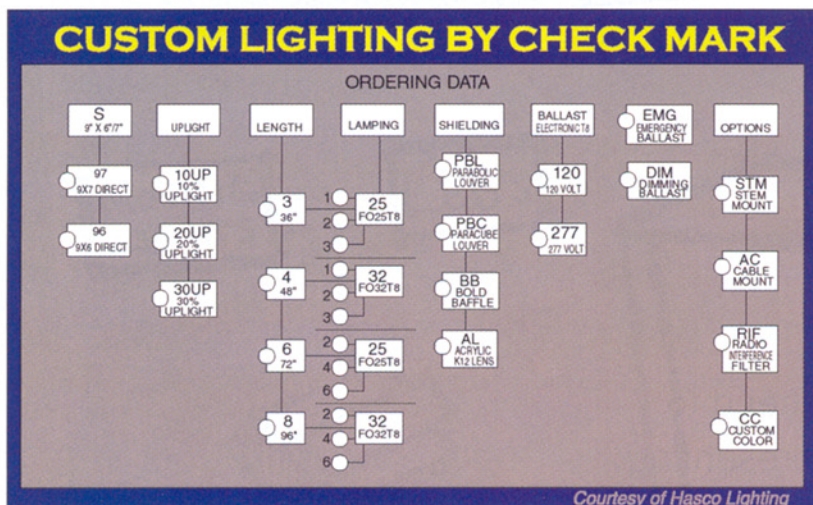 CUSTOM LIGHTING BY CHECK MARK
ORDERING DATA
S
9" X 6"/7"
97
9X7 DIRECT
96
9X6 DIRECT
UPLIGHT
10UP
10%
UPLIGHT
20UP
20%
UPLIGHT
30UP
30%
UPLIGHT
LENGTH
3
36"
4
48"
6
72"
8
96"
LAMPING
1
2
3
25
FO25T8
1
2
3
32
FO32T8
2
4
6
25
FO25T8
2
4
6
32
FO32T8
SHIELDING
PBL
PARABOLIC
LOUVER
PBC
PARACUBE
LOUVER
BB
BOLD
BAFFLE
AL
ACRYLIC
K12 LENS
BALLAST
ELECTRONIC T8
120
120 VOLT
277
277 VOLT
EMG
EMERGENCY
BALLAST
DIM
DIMMING
BALLAST
OPTIONS
STM
STEM
MOUNT
AC
CABLE
MOUNT
RIF
RADIO
INTERFERENCE
FILTER
CC
CUSTOM
COLOR
Courtesy of Hasco Lighting